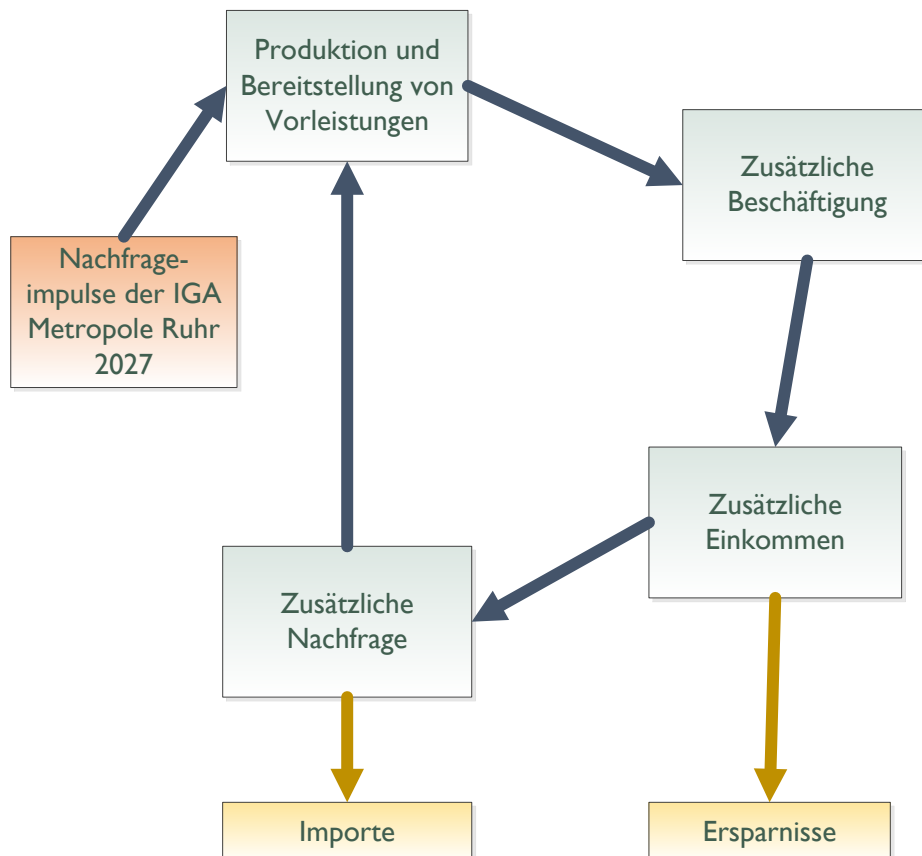 Produktion und
Bereitstellung von
Vorleistungen
Zusätzliche
Beschäftigung
Nachfrage-
impulse der IGA
Metropole Ruhr
2027
Zusätzliche
Einkommen
Zusätzliche
Nachfrage
Importe
Ersparnisse